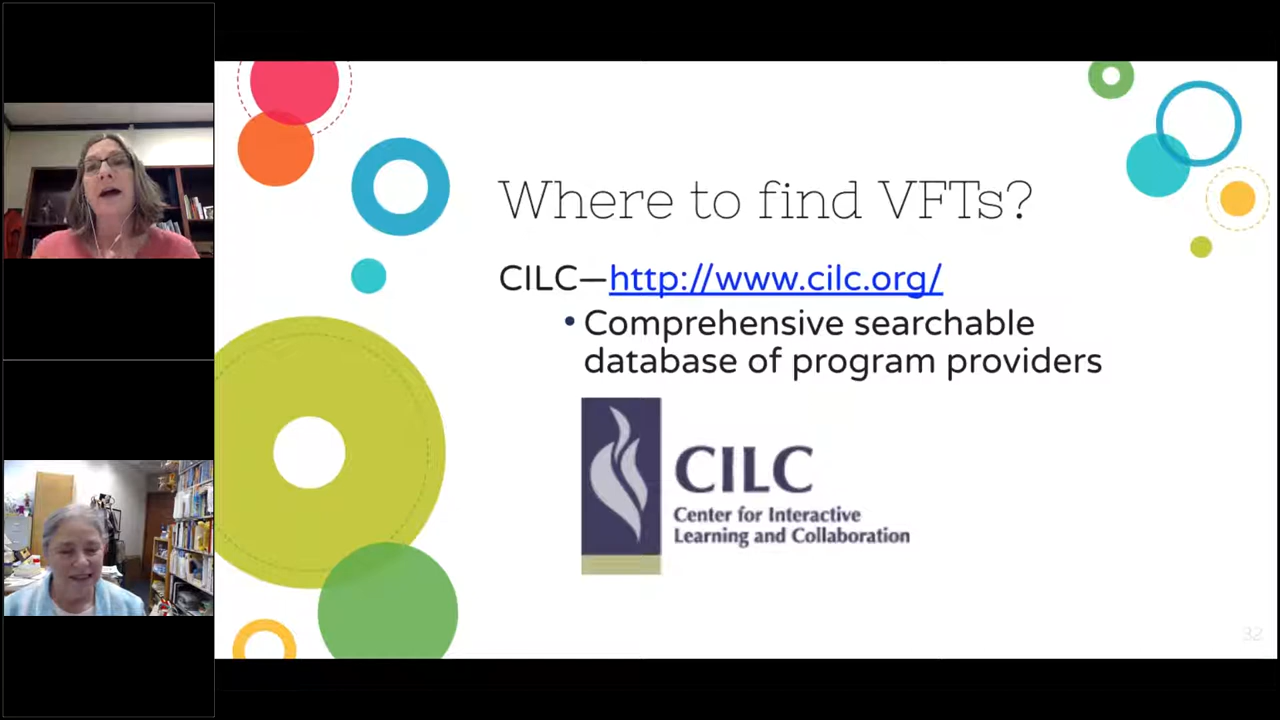 Where to find VFTs?
CILC—http://www.cilc.org/
•Comprehensive searchable
database of program providers
CILC
Center for Interactive
Learning and Collaboration
32